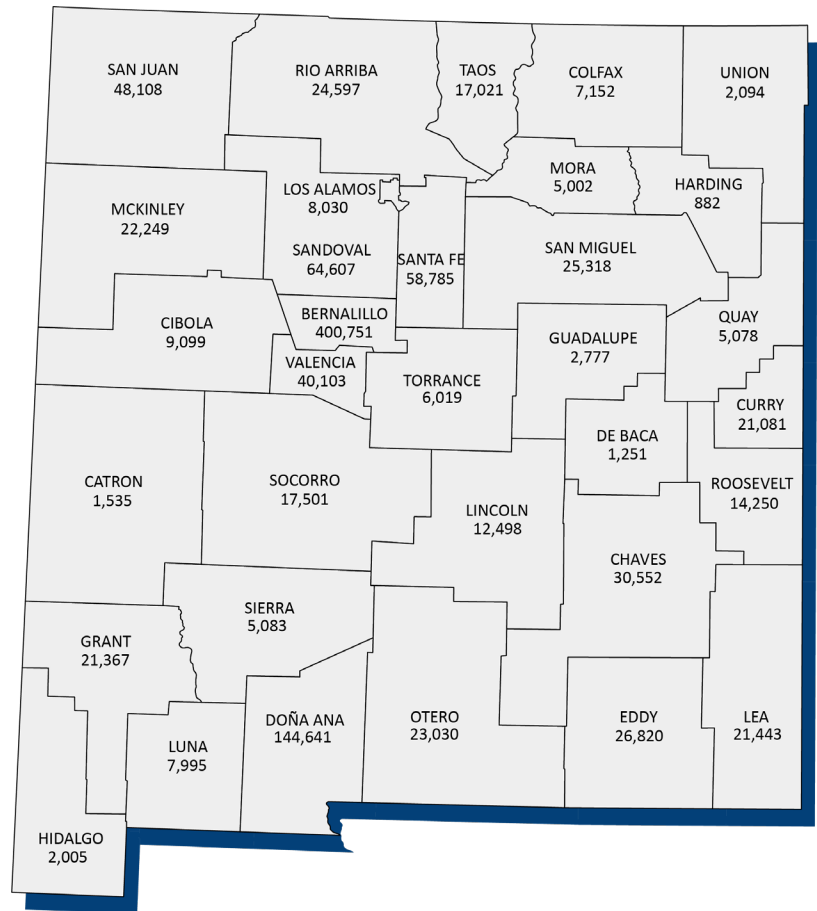 SAN JUAN
48,108
RIO ARRIBA
24,597
TAOS
17,021
COLFAX
7,152
UNION
2,094
MORA
5,002
HARDING
882
LOS ALAMOS
8,030
MCKINLEY
22,249
SANDOVAL
64,607
SANTA FE
58,785
SAN MIGUEL
25,318
CIBOLA
9,099
BERNALILLO
400,751
QUAY
5,078
GUADALUPE
2,777
VALENCIA
40,103
TORRANCE
6,019
CURRY
21,081
DE BACA
1,251
CATRON
1,535
SOCORRO
17,501
ROOSEVELT
14,250
LINCOLN
12,498
CHAVES
30,552
SIERRA
5,083
GRANT
21,367
DOÑA ANA
144,641
OTERO
23,030
EDDY
26,820
LEA
21,443
LUNA
7,995
HIDALGO
2,005